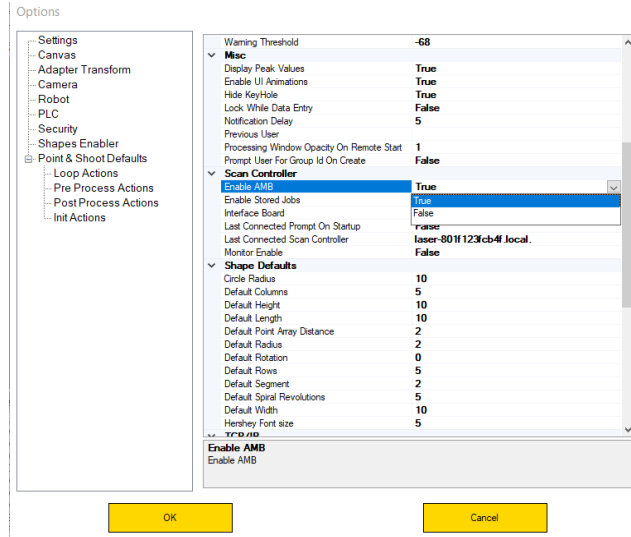 Options
Settings
Canvas
Adapter Transform
Camera
Robot
PLC
Security
Shapes Enabler
Point & Shoot Defaults
Loop Actions
Pre Process Actions
Post Process Actions
Init Actions
Warning Threshold -68
Misc
Display Peak Values True
Enable UI Animations True
Hide KeyHole True
Lock While Data Entry False
Notification Delay 5
Previous User
Processing Window Opacity On Remote Start 1
Prompt User For Group Id On Create False
Scan Controller
Enable AMB True
Enable Stored Jobs True
Interface Board False
Last Connected Prompt On Startup False
Last Connected Scan Controller laser-801f123fcb4f.local.
Monitor Enable False
Shape Defaults
Circle Radius 10
Default Columns 5
Default Height 10
Default Length 10
Default Point Array Distance 2
Default Radius 2
Default Rotation 0
Default Rows 5
Default Segment 2
Default Spiral Revolutions 5
Default Width 10
Hershey Font size 5
TCP/IP
Enable AMB
Enable AMB
OK Cancel